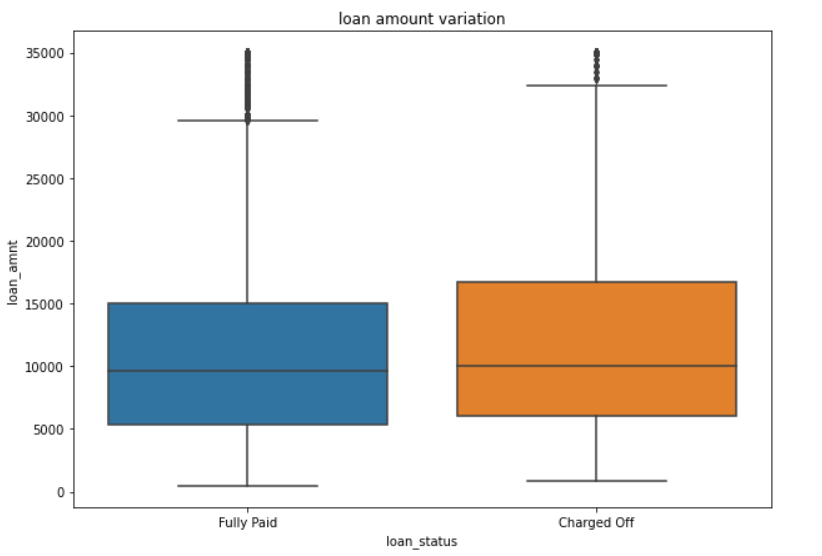 loan amount variation
35000
30000
25000
20000
15000
10000
5000
0
loan_amnt
Fully Paid
Charged Off
loan_status